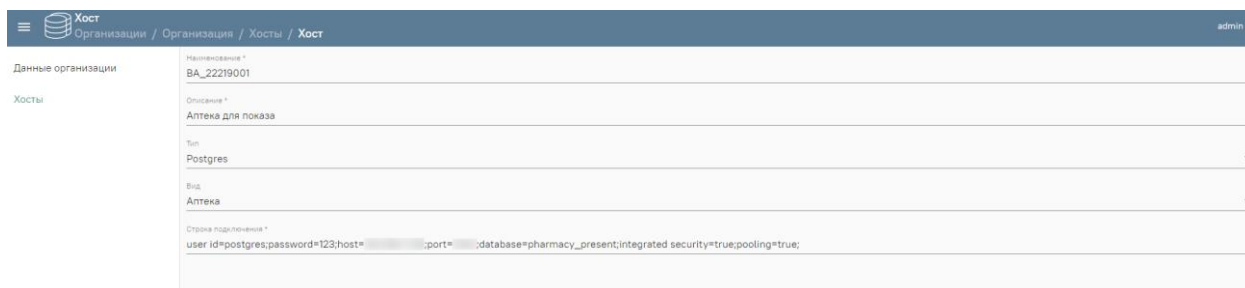 Хост
Организации / Организация / Хосты / Хост
admin
Данные организации
Хосты
Наименование *
BA_22219001
Описание *
Аптека для показа
Тип
Postgres
Вид
Аптека
Строка подключения *
user id=postgres;password=123;host= ;port= ;database=pharmacy_present;integrated security=true;pooling=true;